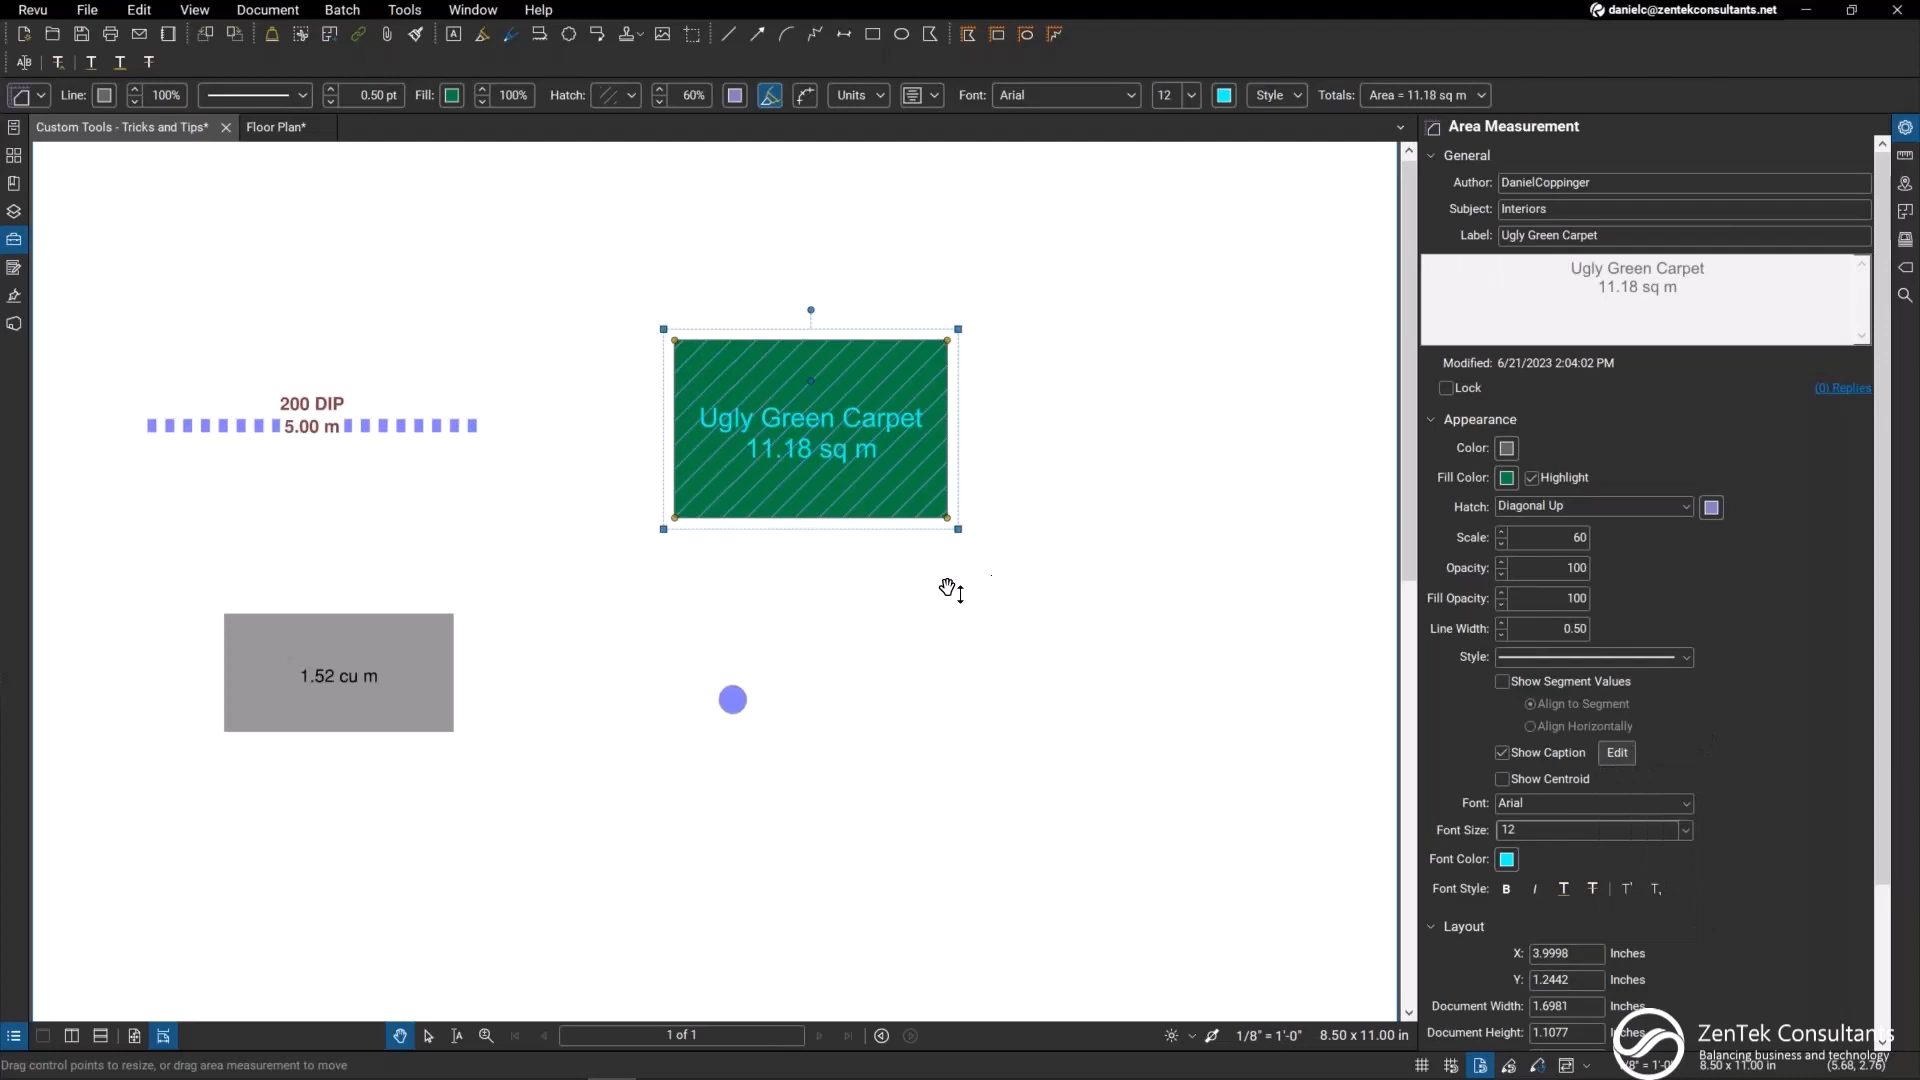 Revu File Edit View Document Batch Tools Window Help
danielc@zentekconsultants.net
Line: 100% 0.50 pt Fill: 100% Hatch: 60% Units Font: Arial 12 Style Totals: Area = 11.18 sq m
Custom Tools - Tricks and Tips* Floor Plan*
Area Measurement
General
Author: DanielCoppinger
Subject: Interiors
Label: Ugly Green Carpet
Ugly Green Carpet
11.18 sq m
Modified: 6/21/2023 2:04:02 PM
Lock (0) Replies
Appearance
Color:
Fill Color: Highlight
Hatch: Diagonal Up
Scale: 60
Opacity: 100
Fill Opacity: 100
Line Width: 0.50
Style:
Show Segment Values
Align to Segment
Align Horizontally
Show Caption Edit
Show Centroid
Font: Arial
Font Size: 12
Font Color:
Font Style: B I T T T' T,
Layout
X: 3.9998 Inches
Y: 1.2442 Inches
Document Width: 1.6981 Inches
Document Height: 1.1077 Inches
200 DIP
5.00 m
Ugly Green Carpet
11.18 sq m
1.52 cu m
1 of 1
1/8" = 1'-0" 8.50 x 11.00 in
Drag control points to resize, or drag area measurement to move
ZenTek Consultants
Balancing business and technology
8.50 x 11.00 in (5.68, 2.76)